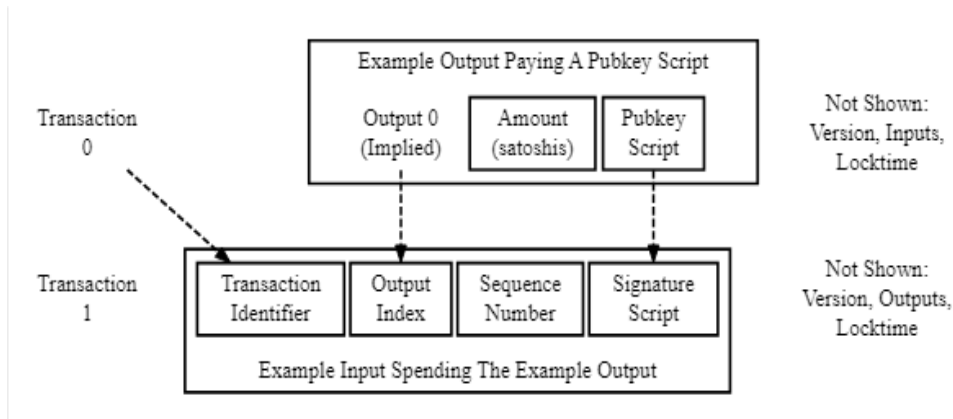 Example Output Paying A Pubkey Script
Transaction
0
Output 0
(Implied)
Amount
(satoshis)
Pubkey
Script
Not Shown:
Version, Inputs,
Locktime
Transaction
1
Transaction
Identifier
Output
Index
Sequence
Number
Signature
Script
Not Shown:
Version, Outputs,
Locktime
Example Input Spending The Example Output